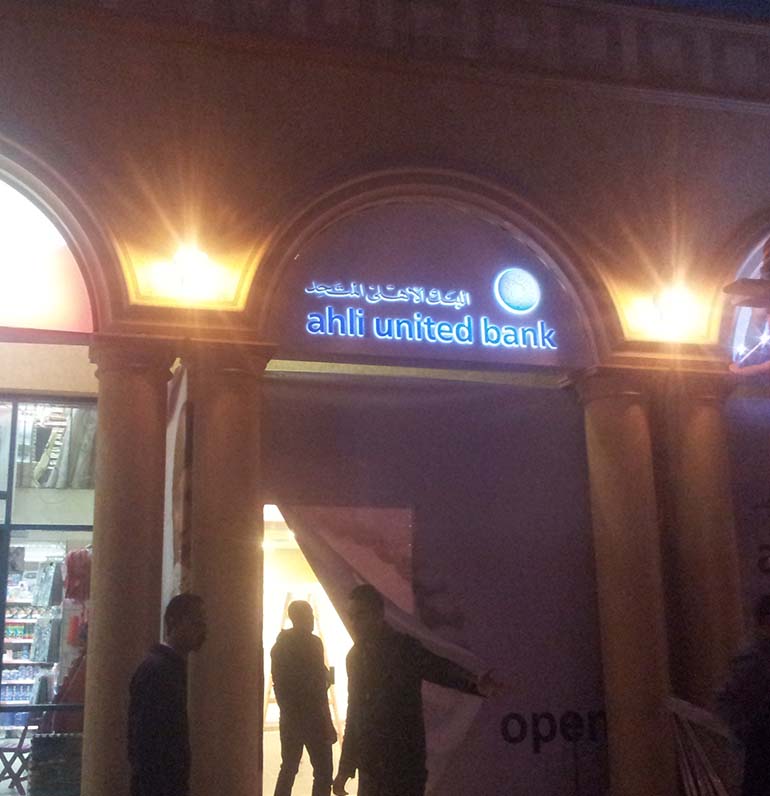 البنك الأهلي المتحد
ahli united bank
open